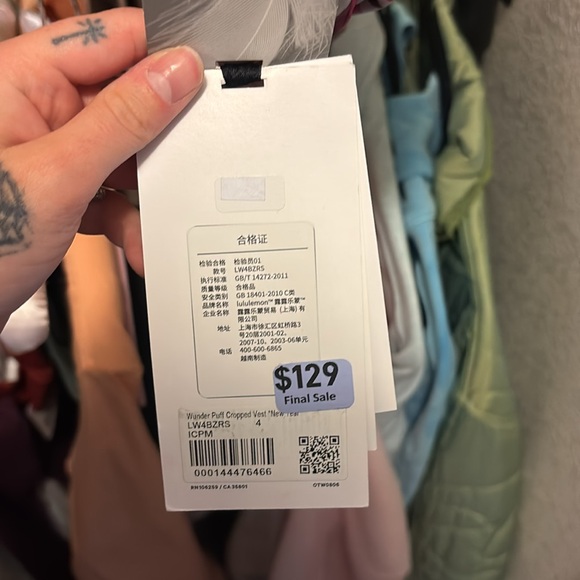 合格证
检验合格 检验员01
款号 LW4BZRS
执行标准 GB/T 14272-2011
质量等级 合格品
安全类别 GB 18401-2010 C类
品牌名称 lululemon™ 露露乐蒙™
企业名称 露露乐蒙贸易 (上海) 有
限公司
地址 上海市徐汇区虹桥路3
号20层2001-02,
2007-10, 2003-06单元
电话 400-600-6865
越南制造
$129
Final Sale
Wunder Puff Cropped Vest *New Year
LW4BZRS 4
ICPM
000144476466
RN106259 / CA35801 OTW0806